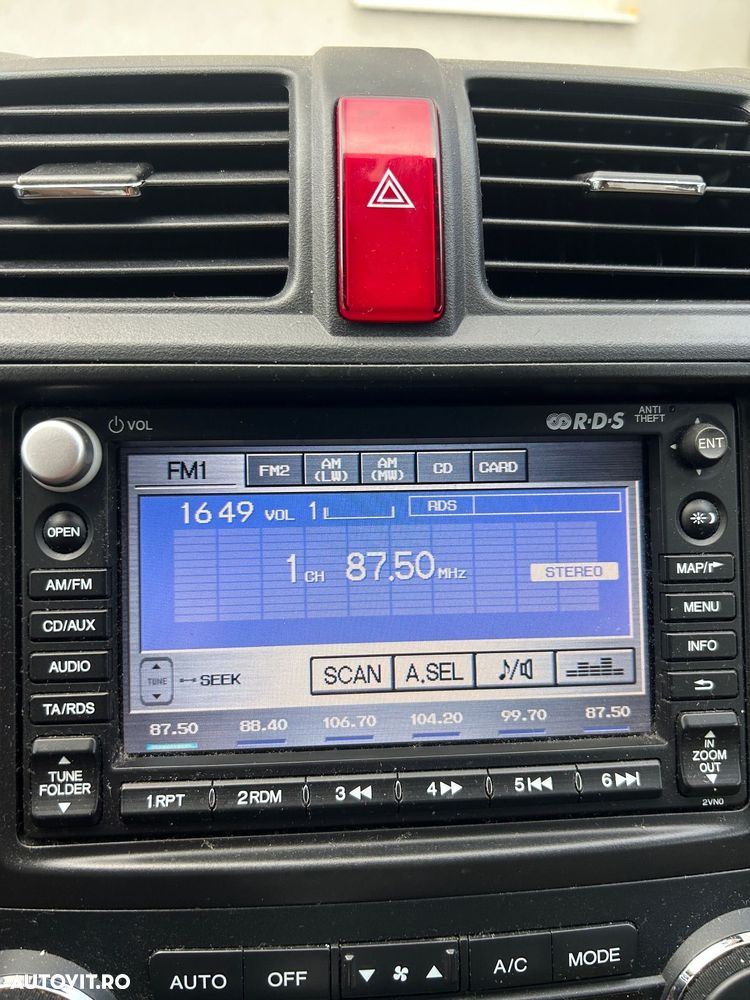 VOL
R·D·S
ANTI
THEFT
ENT
FM1
FM2
AM
(LW)
AM
(MW)
CD
CARD
OPEN
16 49 VOL 1
RDS
AM/FM
MAP/
1 CH 87.50 MHz
STEREO
CD/AUX
MENU
AUDIO
INFO
TUNE
SEEK
SCAN
A.SEL
TA/RDS
87.50 88.40 106.70 104.20 99.70 87.50
TUNE
FOLDER
IN
ZOOM
OUT
1RPT
2RDM
3
4
5
6
2VN0
AUTO
OFF
A/C
MODE
AUTOVIT.RO